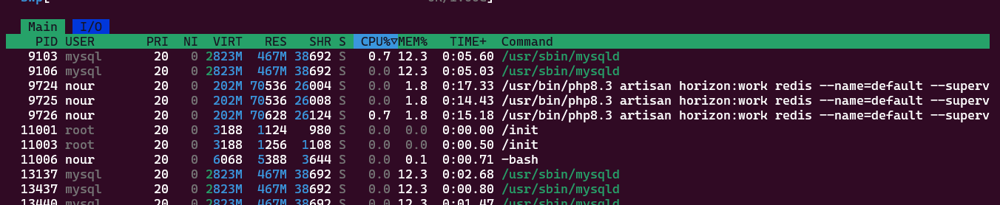 Main I/O
PID USER PRI NI VIRT RES SHR S CPU%▽MEM% TIME+ Command
9103 mysql 20 0 2823M 467M 38692 S 0.7 12.3 0:05.60 /usr/sbin/mysqld
9106 mysql 20 0 2823M 467M 38692 S 0.0 12.3 0:05.03 /usr/sbin/mysqld
9724 nour 20 0 202M 70536 26004 S 0.0 1.8 0:17.33 /usr/bin/php8.3 artisan horizon:work redis --name=default --superv
9725 nour 20 0 202M 70536 26008 S 0.0 1.8 0:14.43 /usr/bin/php8.3 artisan horizon:work redis --name=default --superv
9726 nour 20 0 202M 70628 26124 S 0.7 1.8 0:15.18 /usr/bin/php8.3 artisan horizon:work redis --name=default --superv
11001 root 20 0 3188 1124 980 S 0.0 0.0 0:00.00 /init
11003 root 20 0 3188 1256 1108 S 0.0 0.0 0:00.50 /init
11006 nour 20 0 6068 5388 3644 S 0.0 0.1 0:00.71 -bash
13137 mysql 20 0 2823M 467M 38692 S 0.0 12.3 0:02.68 /usr/sbin/mysqld
13437 mysql 20 0 2823M 467M 38692 S 0.0 12.3 0:00.80 /usr/sbin/mysqld
13440 mysql 20 0 2823M 467M 38692 S 0.0 12.3 0:01.47 /usr/sbin/mysqld